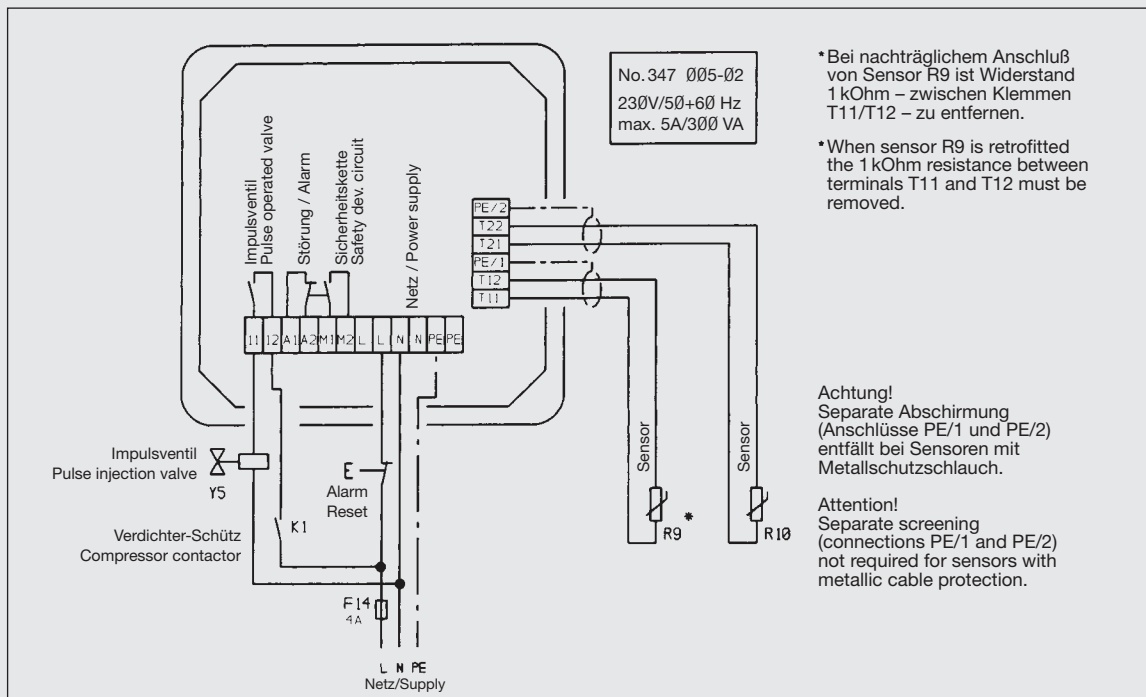 No. 347 ØØ5-Ø2
23ØV/5Ø+6Ø Hz
max. 5A/3ØØ VA
* Bei nachträglichem Anschluß
von Sensor R9 ist Widerstand
1 kOhm – zwischen Klemmen
T11/T12 – zu entfernen.
* When sensor R9 is retrofitted
the 1 kOhm resistance between
terminals T11 and T12 must be
removed.
Impulsventil
Pulse operated valve
Störung / Alarm
Sicherheitskette
Safety dev. circuit
Netz / Power supply
PE/2
T22
T21
PE/1
T12
T11
11 12 A1 A2 M1 M2 L L N N PE PE
Impulsventil
Pulse injection valve
Y5
E
Alarm
Reset
Verdichter-Schütz
Compressor contactor
K1
F14
4A
L N PE
Netz/Supply
Sensor
R9 *
Sensor
R1Ø
Achtung!
Separate Abschirmung
(Anschlüsse PE/1 und PE/2)
entfällt bei Sensoren mit
Metallschutzschlauch.
Attention!
Separate screening
(connections PE/1 and PE/2)
not required for sensors with
metallic cable protection.